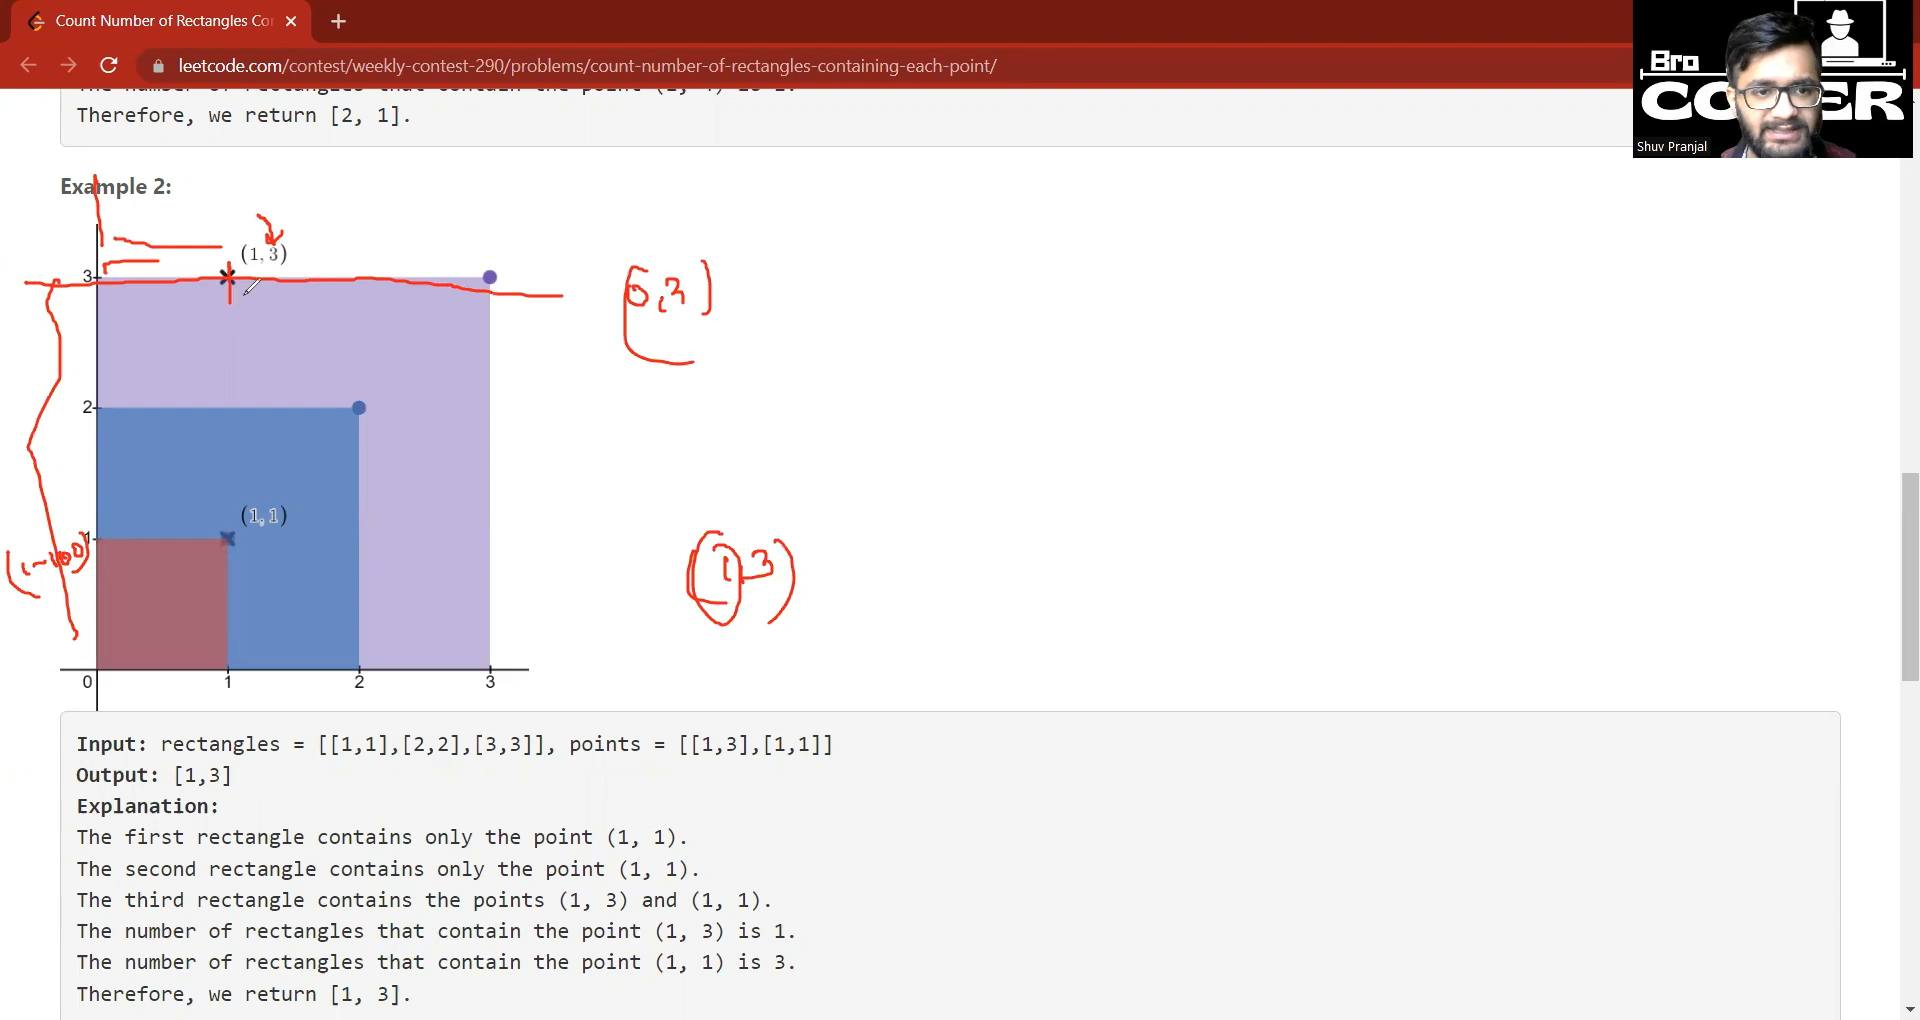 Count Number of Rectangles Co
leetcode.com/contest/weekly-contest-290/problems/count-number-of-rectangles-containing-each-point/
Bro
CODER
Shuv Pranjal
Therefore, we return [2, 1].
Example 2:
(1, 3)
3
2
(1, 1)
1
0
1
2
3
(1-3)
Input: rectangles = [[1,1],[2,2],[3,3]], points = [[1,3],[1,1]]
Output: [1,3]
Explanation:
The first rectangle contains only the point (1, 1).
The second rectangle contains only the point (1, 1).
The third rectangle contains the points (1, 3) and (1, 1).
The number of rectangles that contain the point (1, 3) is 1.
The number of rectangles that contain the point (1, 1) is 3.
Therefore, we return [1, 3].